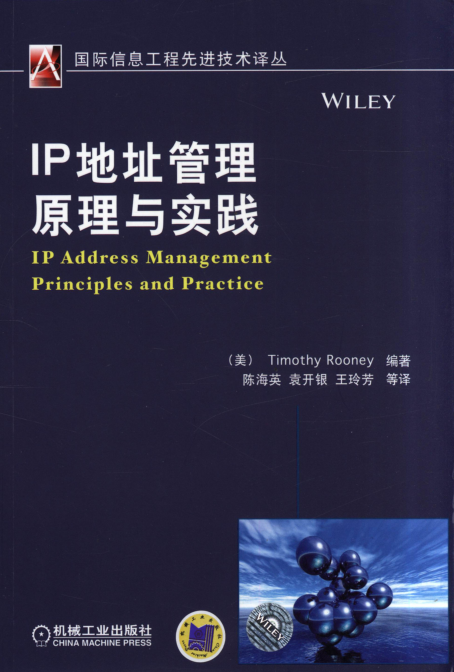 国际信息工程先进技术译丛
WILEY
IP地址管理
原理与实践
IP Address Management
Principles and Practice
（美） Timothy Rooney 编著
陈海英 袁开银 王玲芳 等译
WILEY
机械工业出版社
CHINA MACHINE PRESS